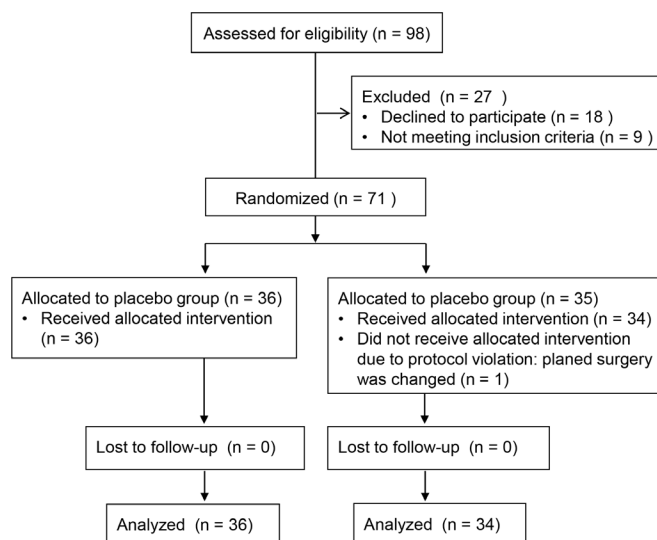 Assessed for eligibility (n = 98)
Excluded (n = 27 )
• Declined to participate (n = 18 )
• Not meeting inclusion criteria (n = 9 )
Randomized (n = 71 )
Allocated to placebo group (n = 36)
• Received allocated intervention
(n = 36)
Allocated to placebo group (n = 35)
• Received allocated intervention (n = 34)
• Did not receive allocated intervention
due to protocol violation: planed surgery
was changed (n = 1)
Lost to follow-up (n = 0)
Lost to follow-up (n = 0)
Analyzed (n = 36)
Analyzed (n = 34)